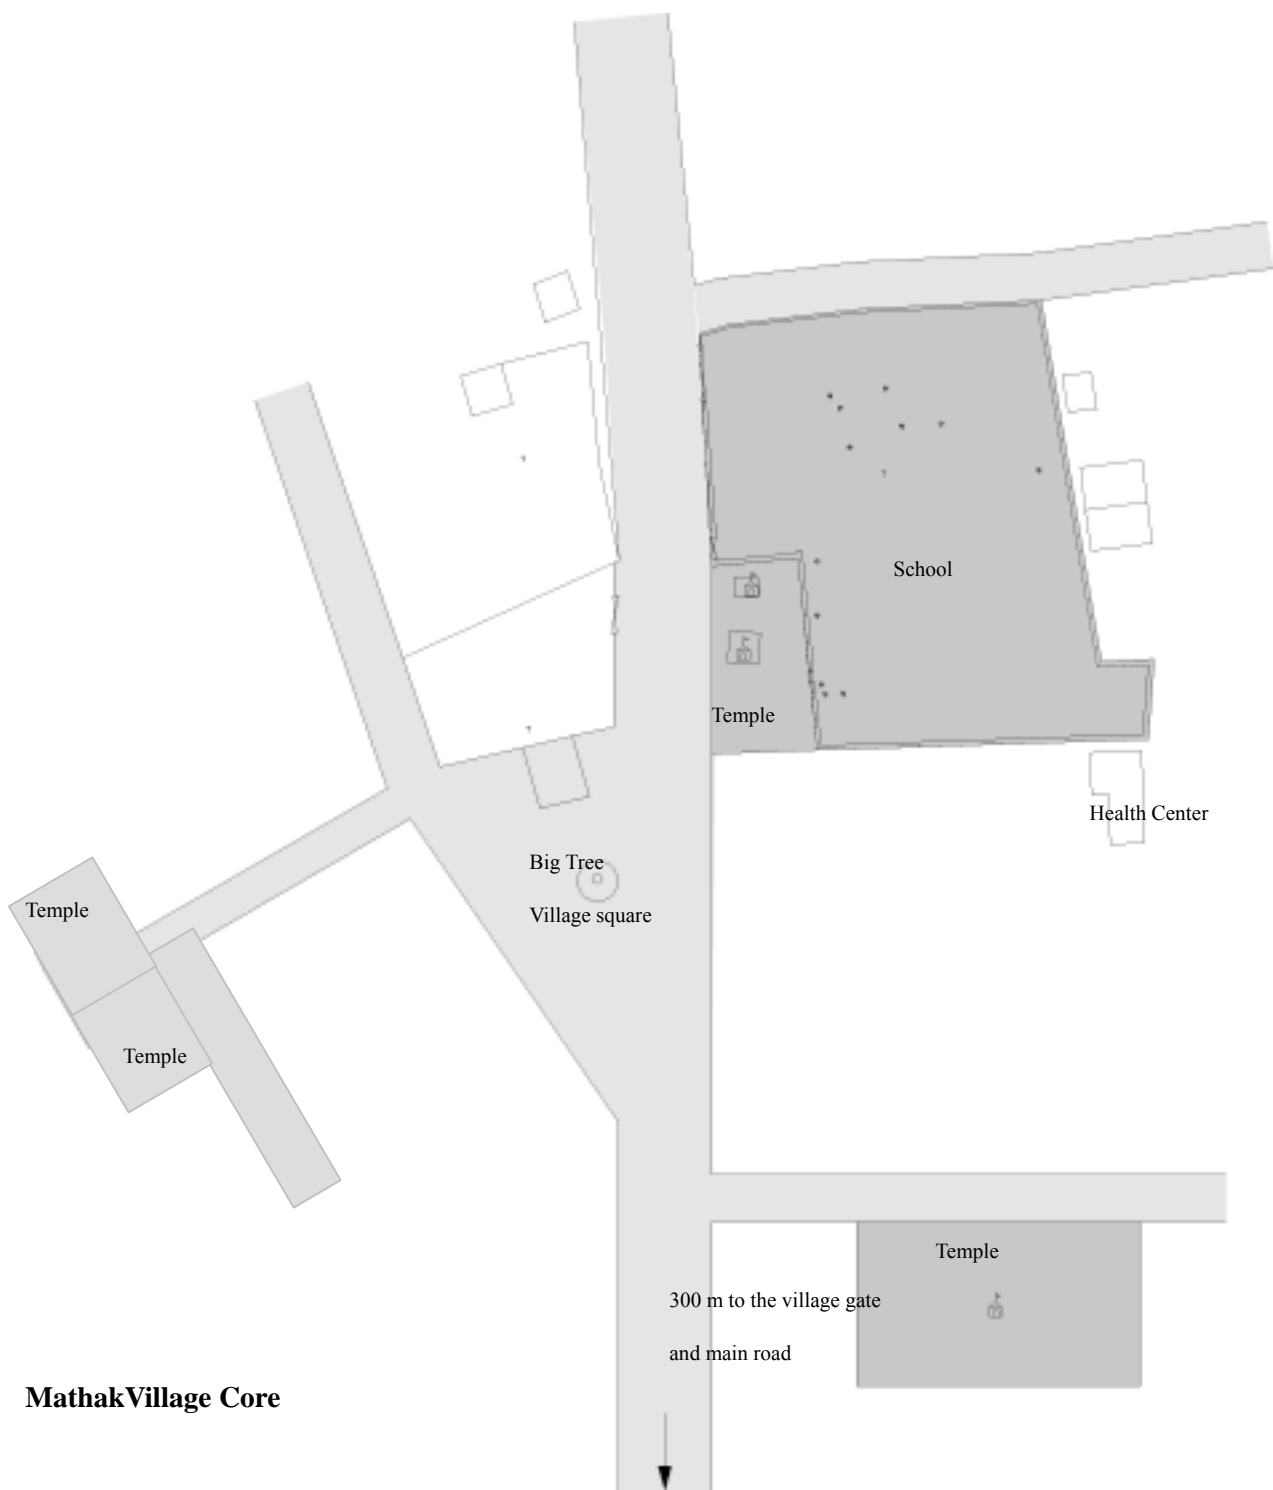 School
Temple
Health Center
Big Tree
Temple
Village square
Temple
Temple
300 m to the village gate
and main road
MathakVillage Core